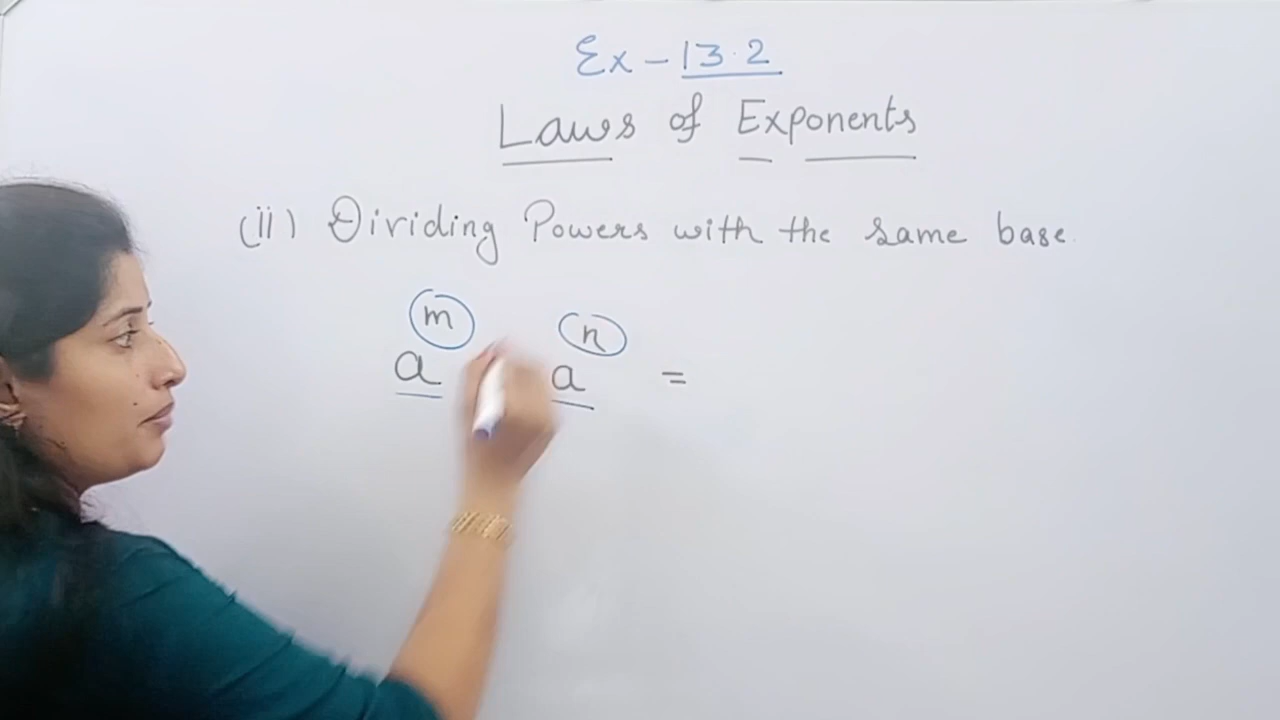 Ex - 13.2
Laws of Exponents
(ii) Dividing Powers with the same base.
a^m a^n =